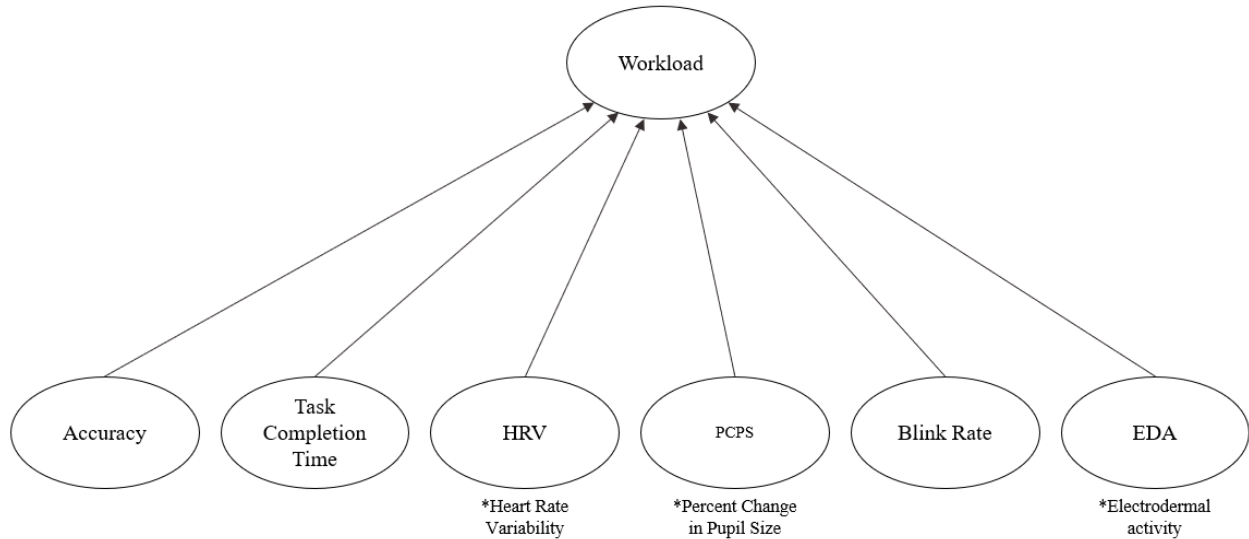 Workload
Accuracy
Task
Completion
Time
HRV
PCPS
Blink Rate
EDA
*Heart Rate
Variability
*Percent Change
in Pupil Size
*Electrodermal
activity